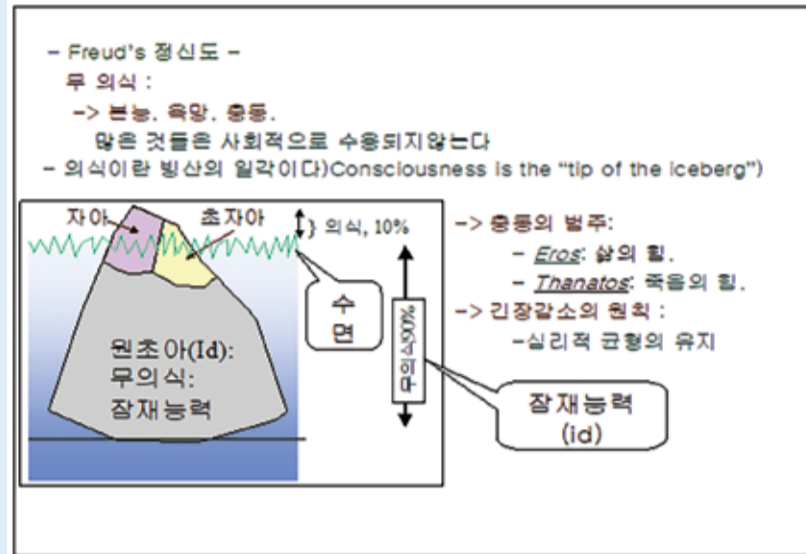 - Freud's 정신도 -
무 의식 :
-> 본능, 욕망, 충동,
많은 것들은 사회적으로 수용되지않는다
- 의식이란 빙산의 일각이다)Consciousness is the "tip of the iceberg")
자아
초자아
} 의식, 10%
수면
원초아(Id):
무의식:
잠재능력
무의식/90%
-> 충동의 범주:
- Eros: 삶의 힘.
- Thanatos: 죽음의 힘.
-> 긴장감소의 원칙 :
-심리적 균형의 유지
잠재능력
(id)